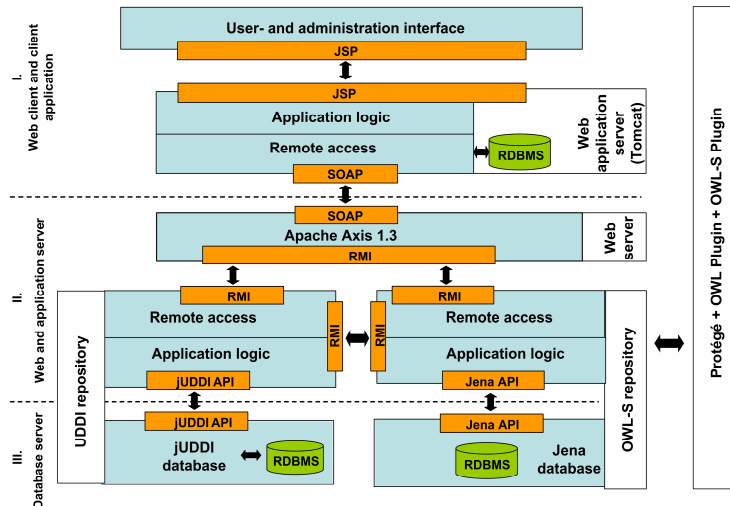 User- and administration interface
JSP
JSP
Application logic
Remote access
RDBMS
SOAP
Web
application
server
(Tomcat)
I.
Web client and client
application
SOAP
Apache Axis 1.3
RMI
Web
server
II.
Web and application server
UDDI repository
RMI
Remote access
Application logic
jUDDI API
RMI
RMI
RMI
Remote access
Application logic
Jena API
OWL-S repository
Protégé + OWL Plugin + OWL-S Plugin
III.
Database server
jUDDI API
jUDDI
database
RDBMS
Jena API
RDBMS
Jena
database